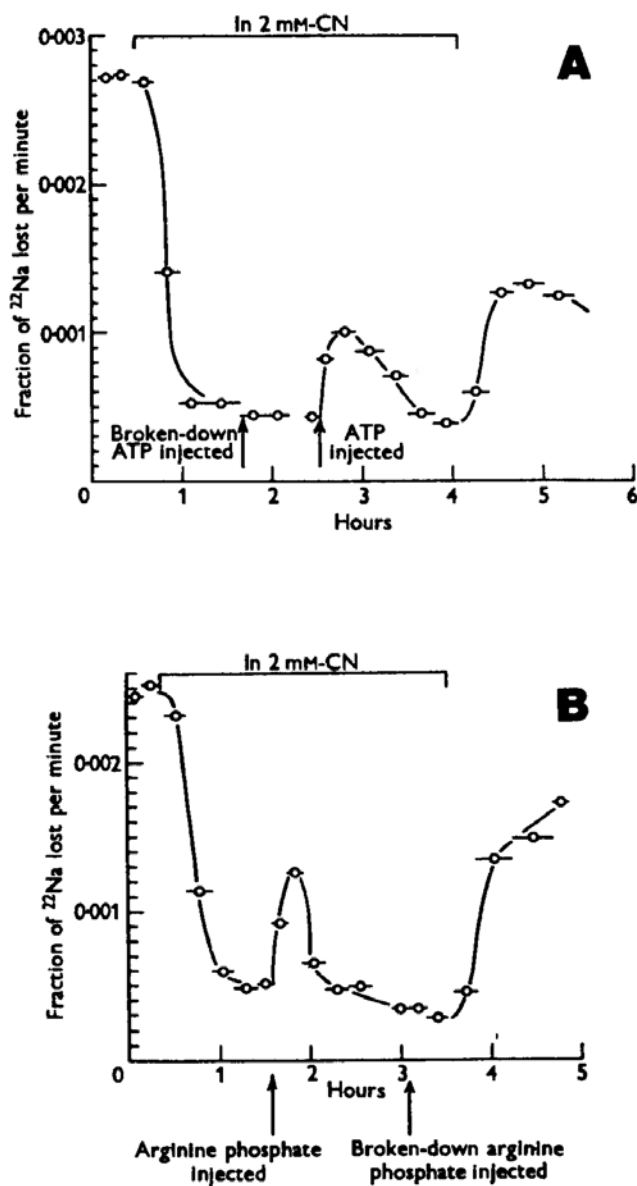 In 2 mM-CN
A
0·003
0·002
0·001
Fraction of ²²Na lost per minute
Broken-down
ATP injected
ATP
injected
0 1 2 3 4 5 6
Hours
In 2 mM-CN
B
0·002
0·001
Fraction of ²²Na lost per minute
0 1 2 3 4 5
Hours
Arginine phosphate
injected
Broken-down arginine
phosphate injected